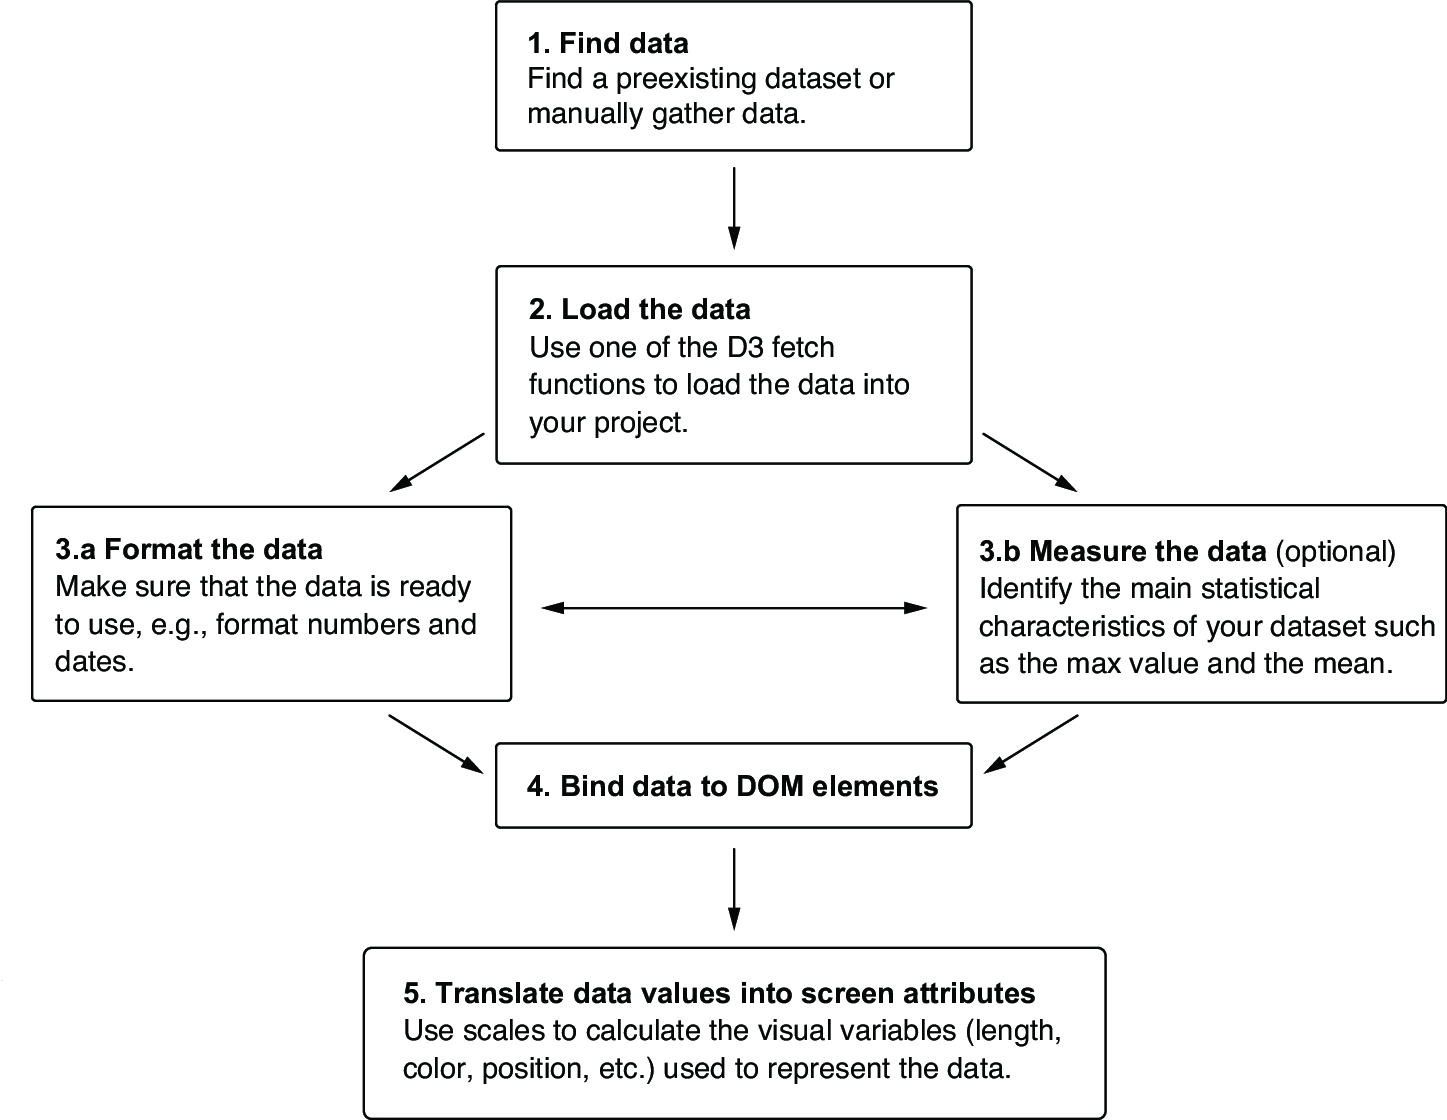 1. Find data
Find a preexisting dataset or
manually gather data.
2. Load the data
Use one of the D3 fetch
functions to load the data into
your project.
3.a Format the data
Make sure that the data is ready
to use, e.g., format numbers and
dates.
3.b Measure the data (optional)
Identify the main statistical
characteristics of your dataset such
as the max value and the mean.
4. Bind data to DOM elements
5. Translate data values into screen attributes
Use scales to calculate the visual variables (length,
color, position, etc.) used to represent the data.